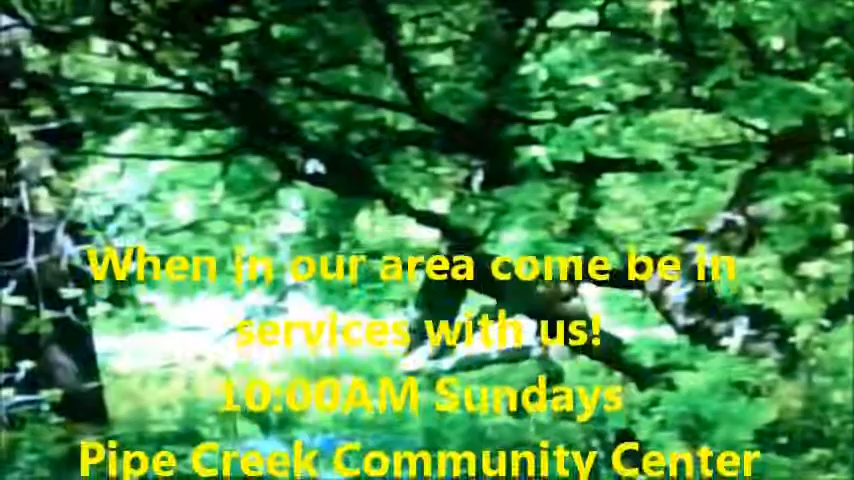 When in our area come be in
services with us!
10:00AM Sundays
Pipe Creek Community Center